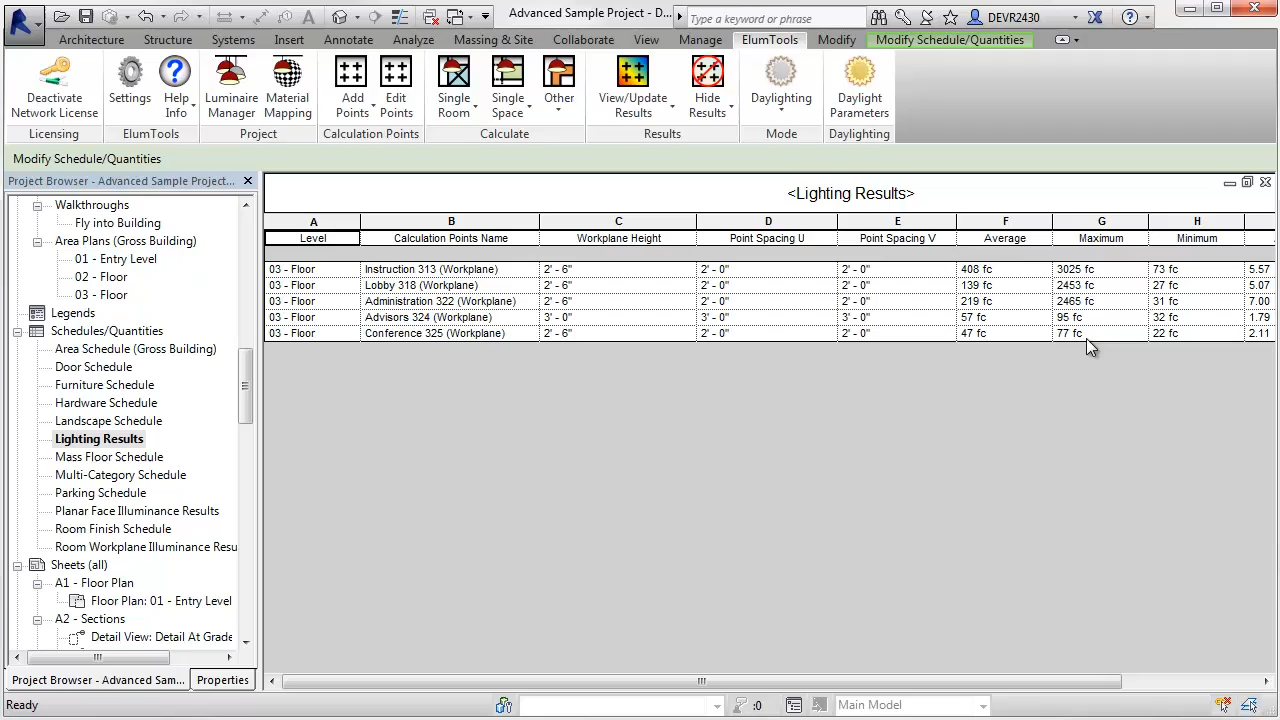 Advanced Sample Project - D...
Type a keyword or phrase
DEVR2430
Architecture Structure Systems Insert Annotate Analyze Massing & Site Collaborate View Manage ElumTools Modify Modify Schedule/Quantities
Deactivate Network License
Settings
Help Info
Luminaire Manager
Material Mapping
Add Points
Edit Points
Single Room
Single Space
Other
View/Update Results
Hide Results
Daylighting
Daylight Parameters
Licensing ElumTools Project Calculation Points Calculate Results Mode Daylighting
Modify Schedule/Quantities
Project Browser - Advanced Sample Project...
Walkthroughs
Fly into Building
Area Plans (Gross Building)
01 - Entry Level
02 - Floor
03 - Floor
Legends
Schedules/Quantities
Area Schedule (Gross Building)
Door Schedule
Furniture Schedule
Hardware Schedule
Landscape Schedule
Lighting Results
Mass Floor Schedule
Multi-Category Schedule
Parking Schedule
Planar Face Illuminance Results
Room Finish Schedule
Room Workplane Illuminance Resu
Sheets (all)
A1 - Floor Plan
Floor Plan: 01 - Entry Level
A2 - Sections
Detail View: Detail At Grade
Project Browser - Advanced Sam... Properties
<Lighting Results>
A B C D E F G H
Level Calculation Points Name Workplane Height Point Spacing U Point Spacing V Average Maximum Minimum
03 - Floor Instruction 313 (Workplane) 2' - 6" 2' - 0" 2' - 0" 408 fc 3025 fc 73 fc 5.57
03 - Floor Lobby 318 (Workplane) 2' - 6" 2' - 0" 2' - 0" 139 fc 2453 fc 27 fc 5.07
03 - Floor Administration 322 (Workplane) 2' - 6" 2' - 0" 2' - 0" 219 fc 2465 fc 31 fc 7.00
03 - Floor Advisors 324 (Workplane) 3' - 0" 3' - 0" 3' - 0" 57 fc 95 fc 32 fc 1.79
03 - Floor Conference 325 (Workplane) 2' - 6" 2' - 0" 2' - 0" 47 fc 77 fc 22 fc 2.11
Ready :0 Main Model